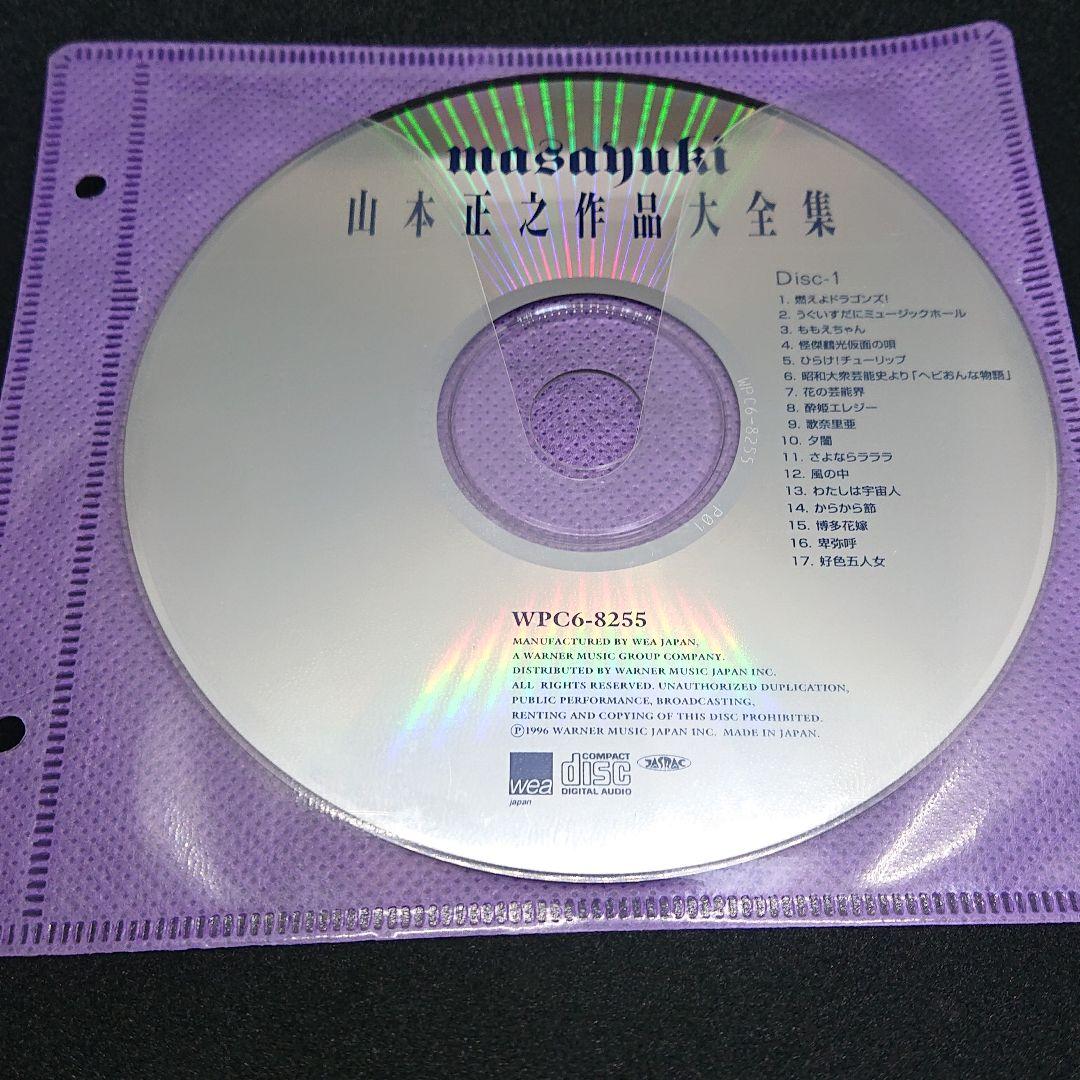 masayuki
山本正之作品大全集
Disc-1
1. 燃えよドラゴンズ!
2. うぐいすだにミュージックホール
3. ももえちゃん
4. 怪傑鶴光仮面の唄
5. ひらけ!チューリップ
6. 昭和大衆芸能史より「ヘビおんな物語」
7. 花の芸能界
8. 酔姫エレジー
9. 歌奈里亜
10. 夕闇
11. さよならラララ
12. 風の中
13. わたしは宇宙人
14. からから節
15. 博多花嫁
16. 卑弥呼
17. 好色五人女
WPC6-8255 P01
WPC6-8255
MANUFACTURED BY WEA JAPAN,
A WARNER MUSIC GROUP COMPANY.
DISTRIBUTED BY WARNER MUSIC JAPAN INC.
ALL RIGHTS RESERVED. UNAUTHORIZED DUPLICATION,
PUBLIC PERFORMANCE, BROADCASTING,
RENTING AND COPYING OF THIS DISC PROHIBITED.
Ⓟ1996 WARNER MUSIC JAPAN INC. MADE IN JAPAN.
wea
japan
COMPACT
disc
DIGITAL AUDIO
JASRAC